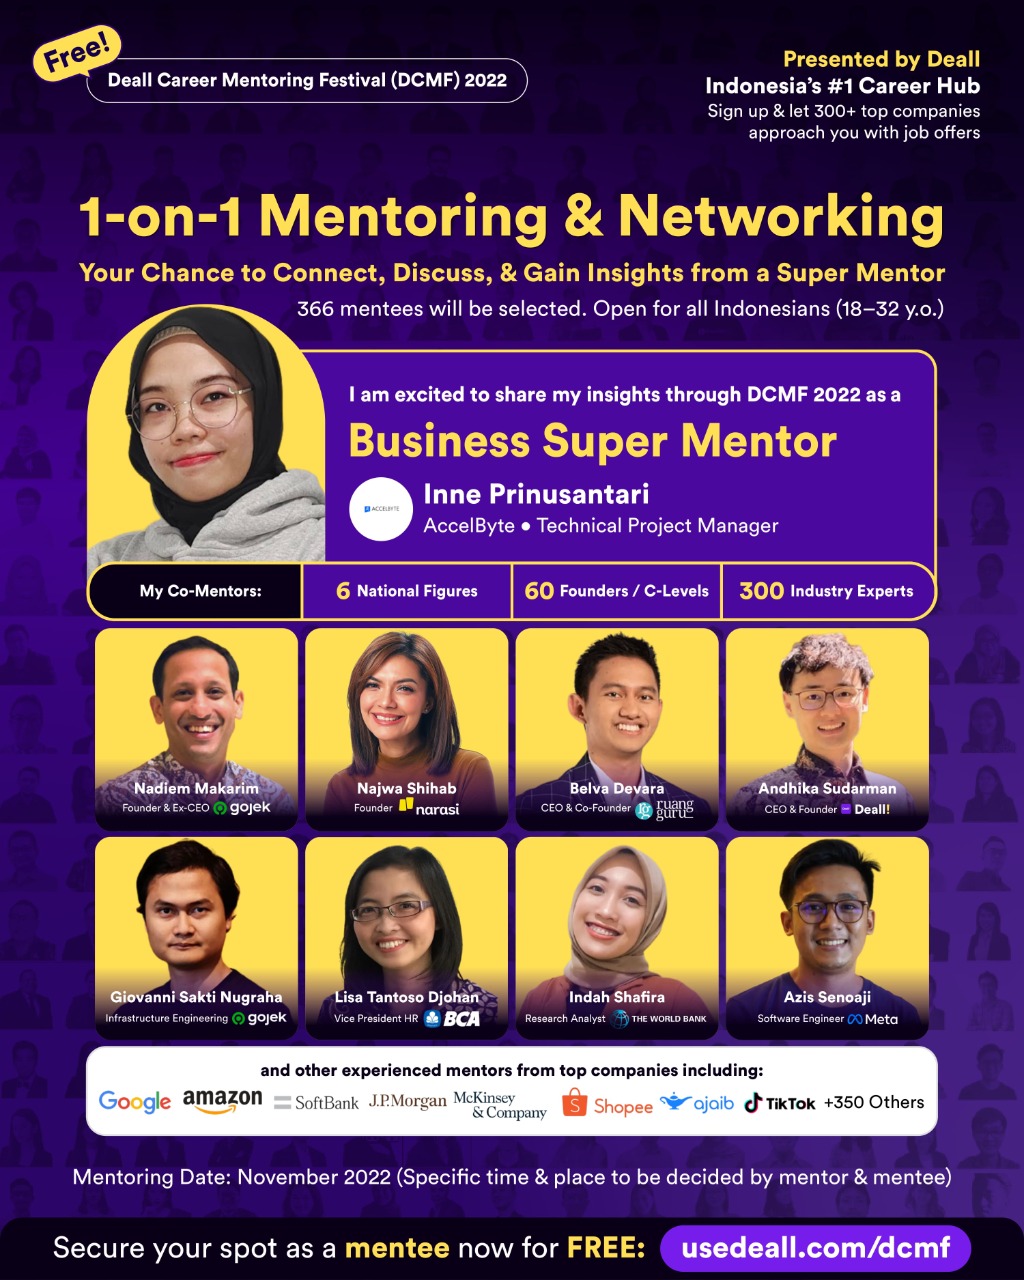 Free!
Deall Career Mentoring Festival (DCMF) 2022
Presented by Deall
Indonesia's #1 Career Hub
Sign up & let 300+ top companies
approach you with job offers
1-on-1 Mentoring & Networking
Your Chance to Connect, Discuss, & Gain Insights from a Super Mentor
366 mentees will be selected. Open for all Indonesians (18–32 y.o.)
I am excited to share my insights through DCMF 2022 as a
Business Super Mentor
ACCELBYTE
Inne Prinusantari
AccelByte • Technical Project Manager
My Co-Mentors:
6 National Figures
60 Founders / C-Levels
300 Industry Experts
Nadiem Makarim
Founder & Ex-CEO gojek
Najwa Shihab
Founder narasi
Belva Devara
CEO & Co-Founder rg ruang guru
Andhika Sudarman
CEO & Founder Deall!
Giovanni Sakti Nugraha
Infrastructure Engineering gojek
Lisa Tantoso Djohan
Vice President HR BCA
Indah Shafira
Research Analyst THE WORLD BANK
Azis Senoaji
Software Engineer Meta
and other experienced mentors from top companies including:
Google amazon SoftBank J.P.Morgan McKinsey & Company Shopee ajaib TikTok +350 Others
Mentoring Date: November 2022 (Specific time & place to be decided by mentor & mentee)
Secure your spot as a mentee now for FREE: usedeall.com/dcmf